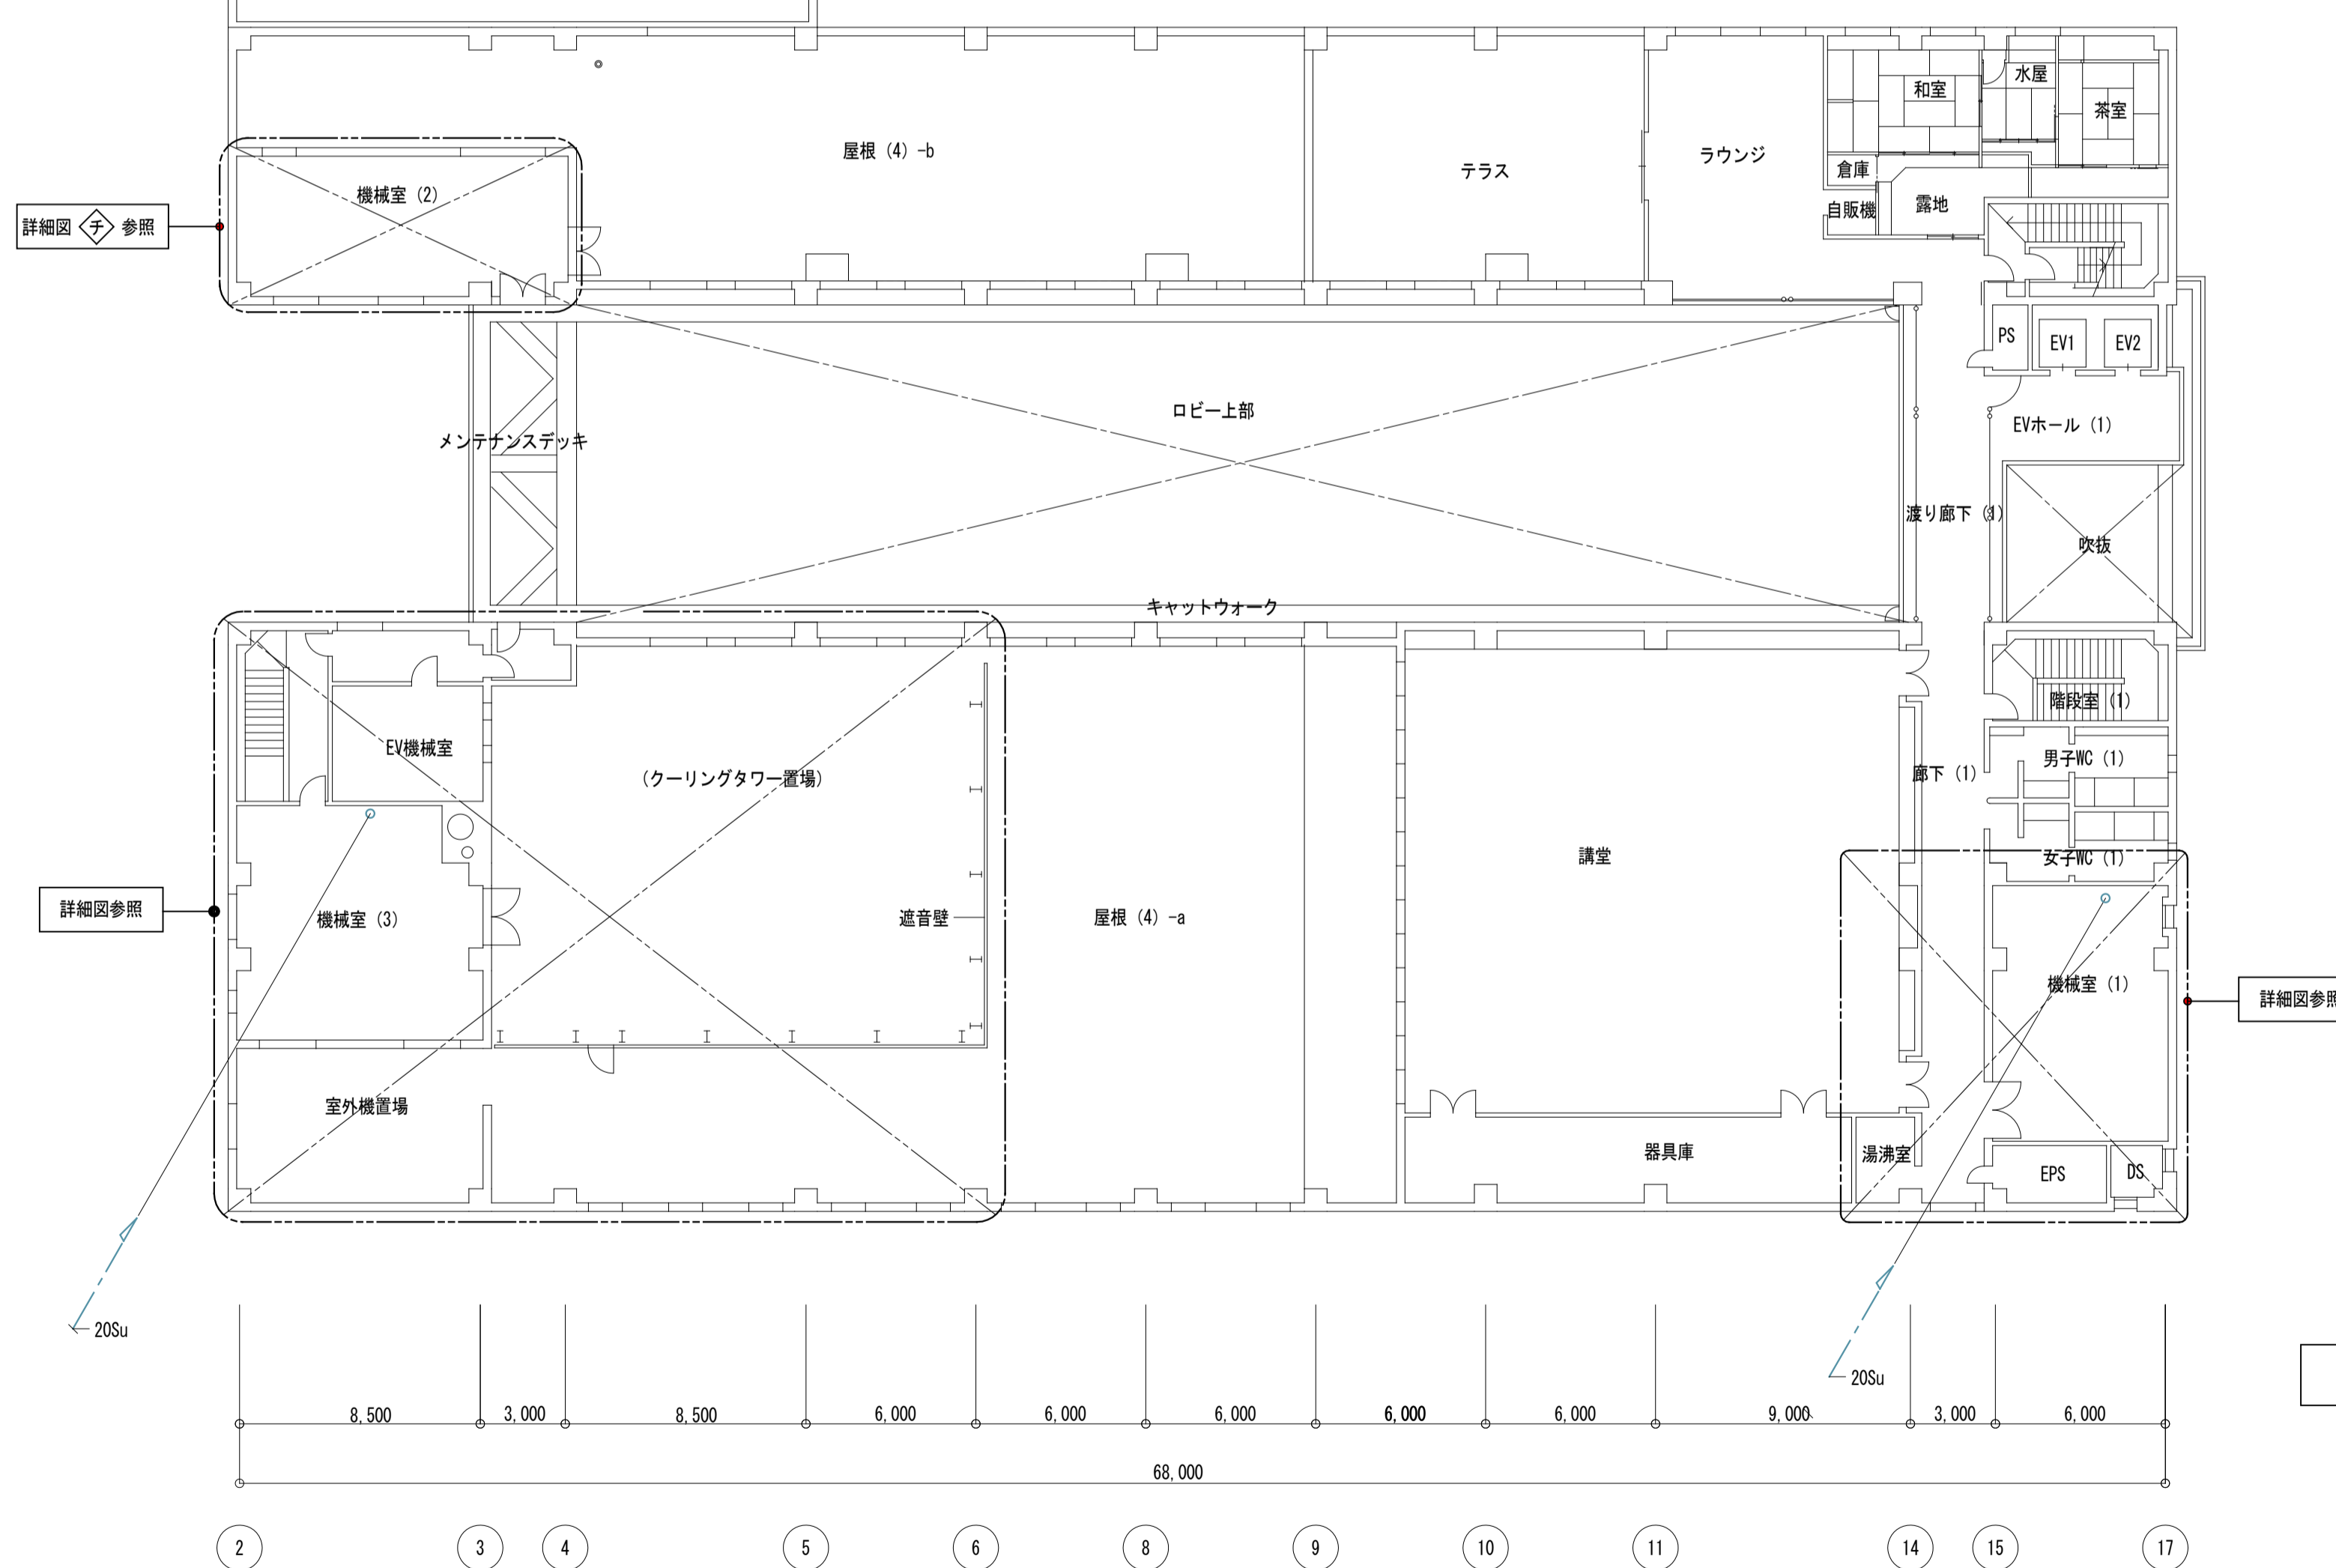 水屋
和室
茶室
屋根（4）-b
ラウンジ
テラス
倉庫
機械室（2）
自販機
露地
詳細図 チ 参照
PS
EV1
EV2
ロビー上部
EVホール（1）
メンテナンスデッキ
渡り廊下（1）
吹抜
キャットウォーク
階段室（1）
EV機械室
男子WC（1）
廊下（1）
（クーリングタワー置場）
講堂
女子WC（1）
詳細図参照
機械室（3）
遮音壁
屋根（4）-a
機械室（1）
詳細図参照
室外機置場
器具庫
湯沸室
EPS
DS
20Su
20Su
8,500
3,000
8,500
6,000
6,000
6,000
6,000
6,000
9,000
3,000
6,000
68,000
2
3
4
5
6
8
9
10
11
14
15
17